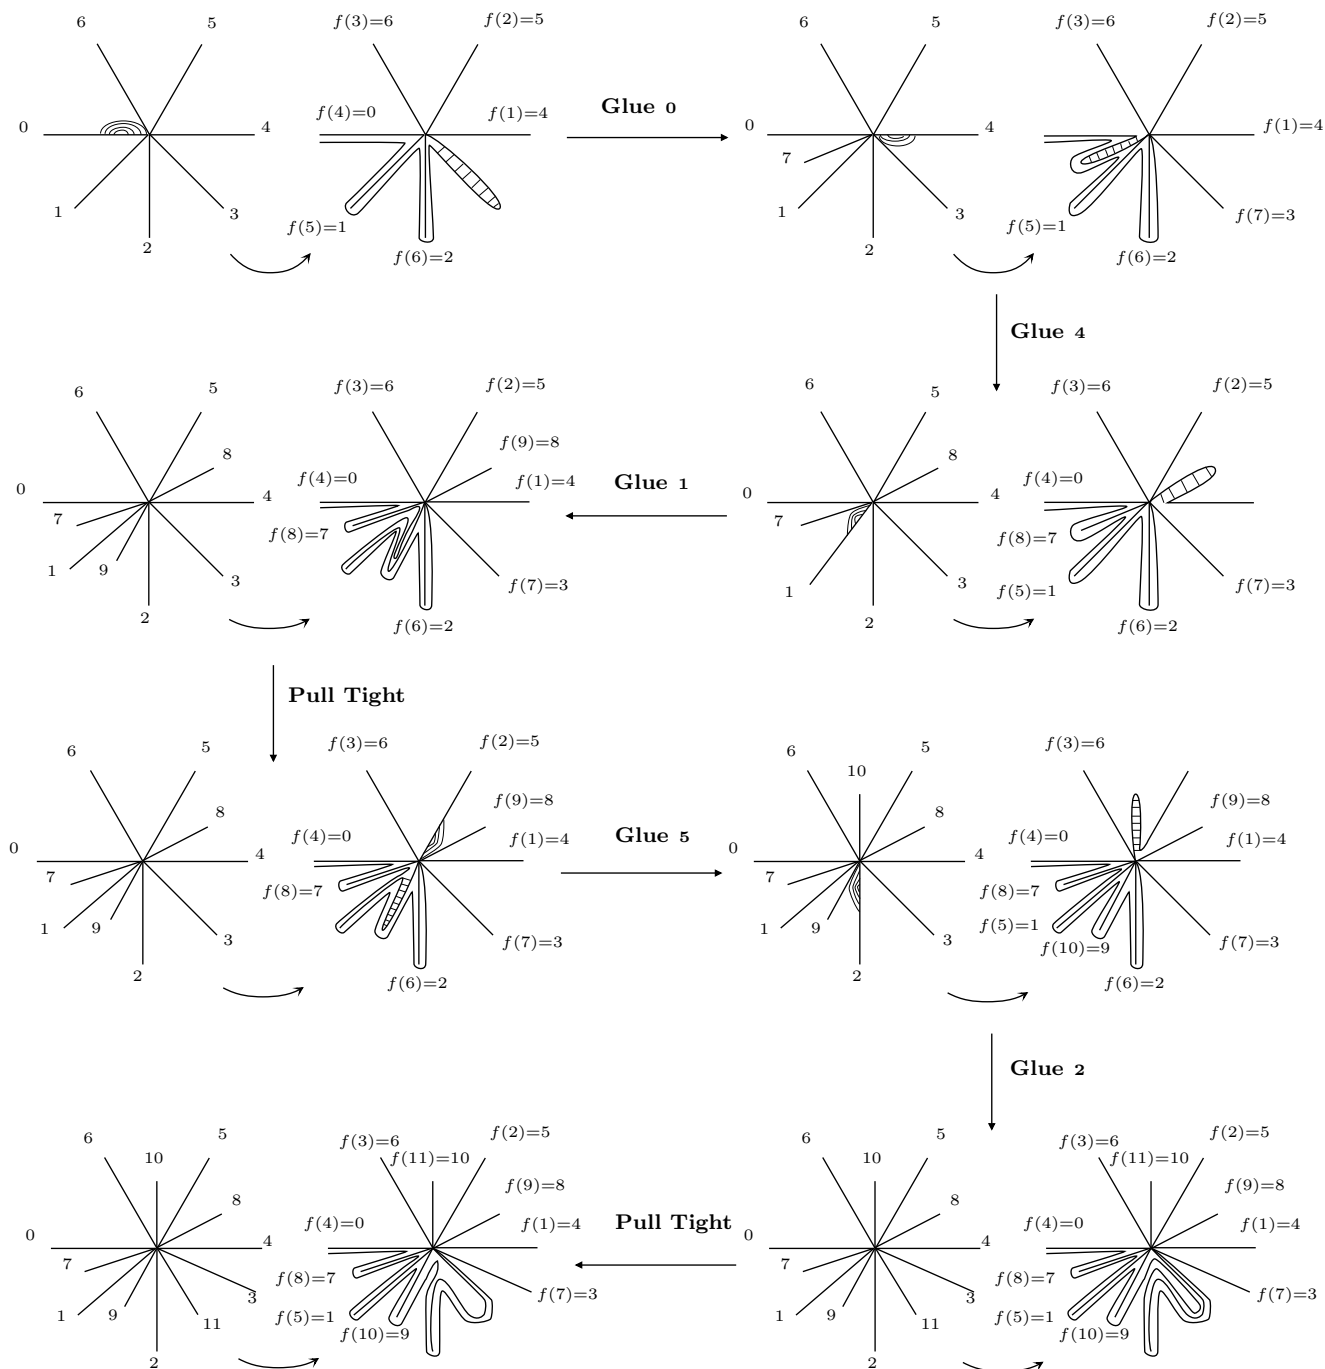 6 5 f(3)=6 f(2)=5 6 5 f(3)=6 f(2)=5
0 4 f(4)=0 f(1)=4 Glue 0 0 4 f(1)=4
7
1 2 3 f(5)=1 f(6)=2 1 2 3 f(5)=1 f(6)=2 f(7)=3
Glue 4
6 5 f(3)=6 f(2)=5 6 5 f(3)=6 f(2)=5
8 f(9)=8 8
0 4 f(4)=0 f(1)=4 Glue 1 0 4 f(4)=0
7 f(8)=7 7 f(8)=7
1 9 2 3 f(6)=2 f(7)=3 1 2 3 f(5)=1 f(6)=2 f(7)=3
Pull Tight
6 5 f(3)=6 f(2)=5 6 10 5 f(3)=6
8 f(9)=8 8 f(9)=8
0 4 f(4)=0 f(1)=4 Glue 5 0 4 f(4)=0 f(1)=4
7 f(8)=7 7 f(8)=7
1 9 2 3 f(6)=2 f(7)=3 1 9 2 3 f(5)=1 f(10)=9 f(6)=2 f(7)=3
Glue 2
6 10 5 f(3)=6 f(11)=10 f(2)=5 6 10 5 f(3)=6 f(11)=10 f(2)=5
8 f(9)=8 8 f(9)=8
0 4 f(4)=0 f(1)=4 Pull Tight 0 4 f(4)=0 f(1)=4
7 f(8)=7 7 f(8)=7
1 9 2 11 3 f(5)=1 f(10)=9 f(7)=3 1 9 2 11 3 f(5)=1 f(10)=9 f(7)=3